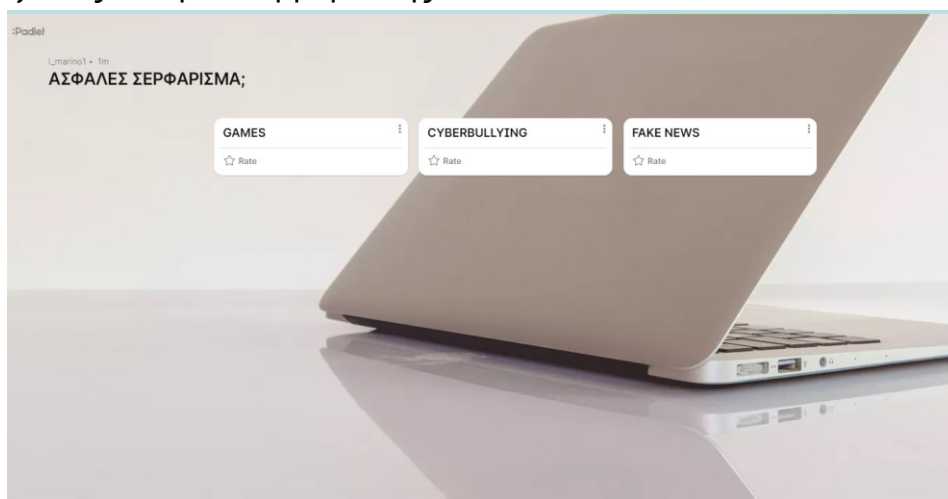 :Padlet
i_marino1 • 1m
ΑΣΦΑΛΕΣ ΣΕΡΦΑΡΙΣΜΑ;
GAMES
CYBERBULLYING
FAKE NEWS
Rate
Rate
Rate